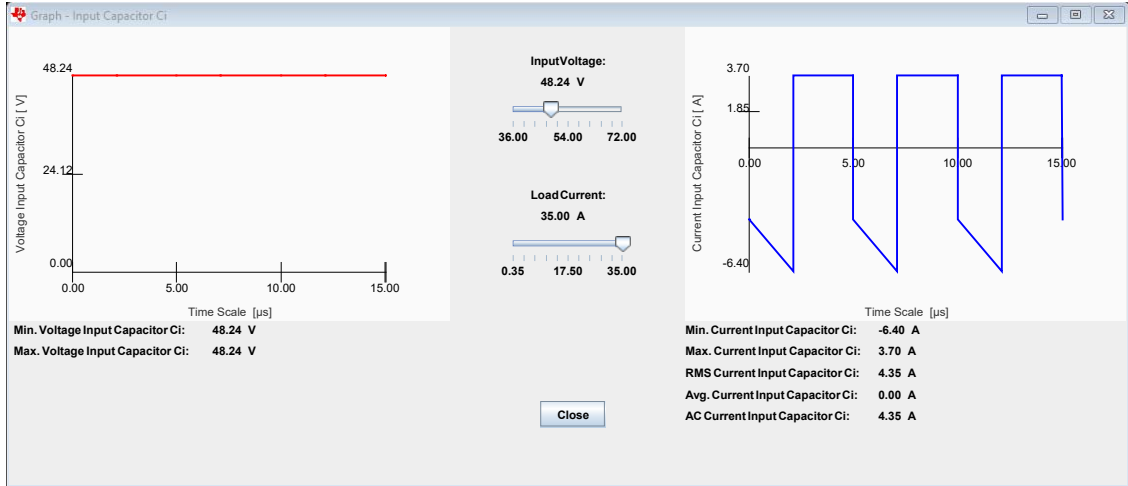 Graph - Input Capacitor Ci
Voltage Input Capacitor Ci [ V]
48.24
24.12
0.00
0.00 5.00 10.00 15.00
Time Scale [µs]
Min. Voltage Input Capacitor Ci: 48.24 V
Max. Voltage Input Capacitor Ci: 48.24 V
Input Voltage:
48.24 V
36.00 54.00 72.00
Load Current:
35.00 A
0.35 17.50 35.00
Close
Current Input Capacitor Ci [ A]
3.70
1.85
0.00 5.00 10.00 15.00
-6.40
Time Scale [µs]
Min. Current Input Capacitor Ci: -6.40 A
Max. Current Input Capacitor Ci: 3.70 A
RMS Current Input Capacitor Ci: 4.35 A
Avg. Current Input Capacitor Ci: 0.00 A
AC Current Input Capacitor Ci: 4.35 A